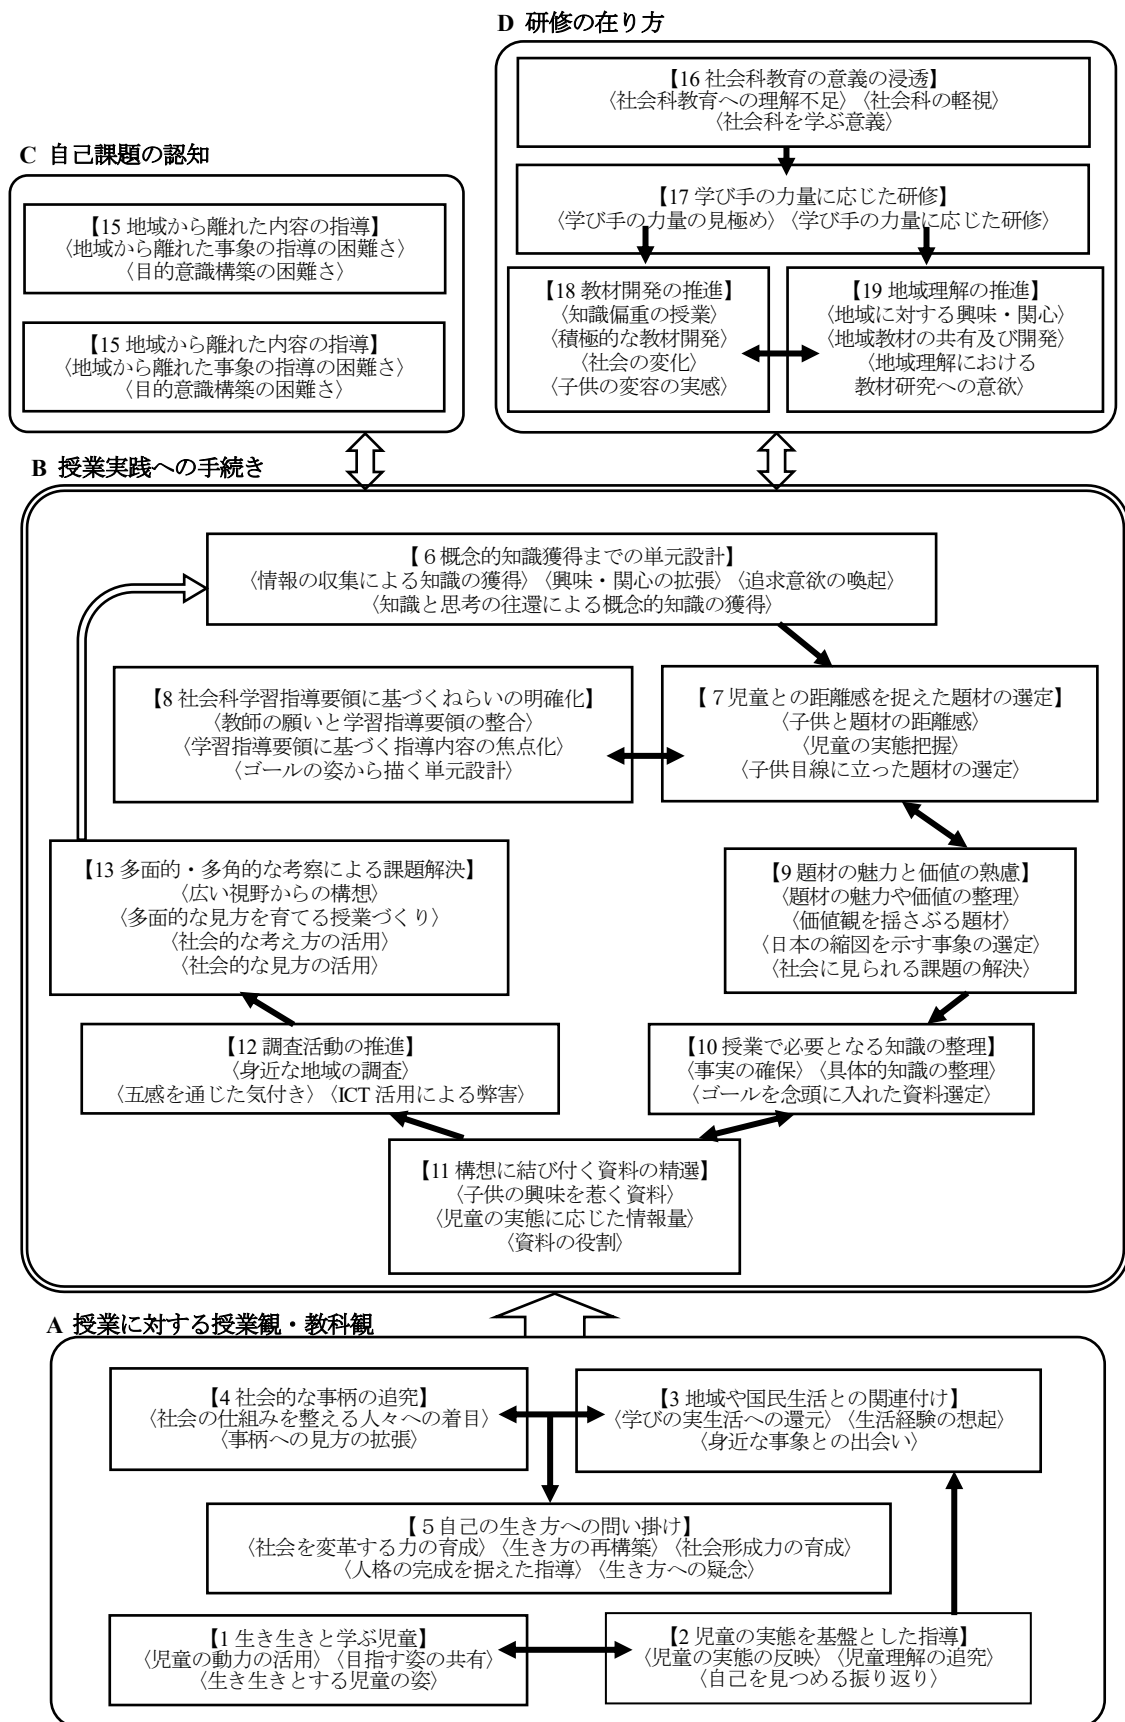 D 研修の在り方
【16 社会科教育の意義の浸透】
〈社会科教育への理解不足〉〈社会科の軽視〉
〈社会科を学ぶ意義〉
【17 学び手の力量に応じた研修】
〈学び手の力量の見極め〉〈学び手の力量に応じた研修〉
【18 教材開発の推進】
〈知識偏重の授業〉
〈積極的な教材開発〉
〈社会の変化〉
〈子供の変容の実感〉
【19 地域理解の推進】
〈地域に対する興味・関心〉
〈地域教材の共有及び開発〉
〈地域理解における
教材研究への意欲〉
C 自己課題の認知
【15 地域から離れた内容の指導】
〈地域から離れた事象の指導の困難さ〉
〈目的意識構築の困難さ〉
【15 地域から離れた内容の指導】
〈地域から離れた事象の指導の困難さ〉
〈目的意識構築の困難さ〉
B 授業実践への手続き
【６概念的知識獲得までの単元設計】
〈情報の収集による知識の獲得〉〈興味・関心の拡張〉〈追求意欲の喚起〉
〈知識と思考の往還による概念的知識の獲得〉
【8 社会科学習指導要領に基づくねらいの明確化】
〈教師の願いと学習指導要領の整合〉
〈学習指導要領に基づく指導内容の焦点化〉
〈ゴールの姿から描く単元設計〉
【７児童との距離感を捉えた題材の選定】
〈子供と題材の距離感〉
〈児童の実態把握〉
〈子供目線に立った題材の選定〉
【13 多面的・多角的な考察による課題解決】
〈広い視野からの構想〉
〈多面的な見方を育てる授業づくり〉
〈社会的な考え方の活用〉
〈社会的な見方の活用〉
【9 題材の魅力と価値の熟慮】
〈題材の魅力や価値の整理〉
〈価値観を揺さぶる題材〉
〈日本の縮図を示す事象の選定〉
〈社会に見られる課題の解決〉
【12 調査活動の推進】
〈身近な地域の調査〉
〈五感を通じた気付き〉〈ICT 活用による弊害〉
【10 授業で必要となる知識の整理】
〈事実の確保〉〈具体的知識の整理〉
〈ゴールを念頭に入れた資料選定〉
【11 構想に結び付く資料の精選】
〈子供の興味を惹く資料〉
〈児童の実態に応じた情報量〉
〈資料の役割〉
A 授業に対する授業観・教科観
【4 社会的な事柄の追究】
〈社会の仕組みを整える人々への着目〉
〈事柄への見方の拡張〉
【3 地域や国民生活との関連付け】
〈学びの実生活への還元〉〈生活経験の想起〉
〈身近な事象との出会い〉
【５自己の生き方への問い掛け】
〈社会を変革する力の育成〉〈生き方の再構築〉〈社会形成力の育成〉
〈人格の完成を据えた指導〉〈生き方への疑念〉
【1 生き生きと学ぶ児童】
〈児童の動力の活用〉〈目指す姿の共有〉
〈生き生きとする児童の姿〉
【2 児童の実態を基盤とした指導】
〈児童の実態の反映〉〈児童理解の追究〉
〈自己を見つめる振り返り〉